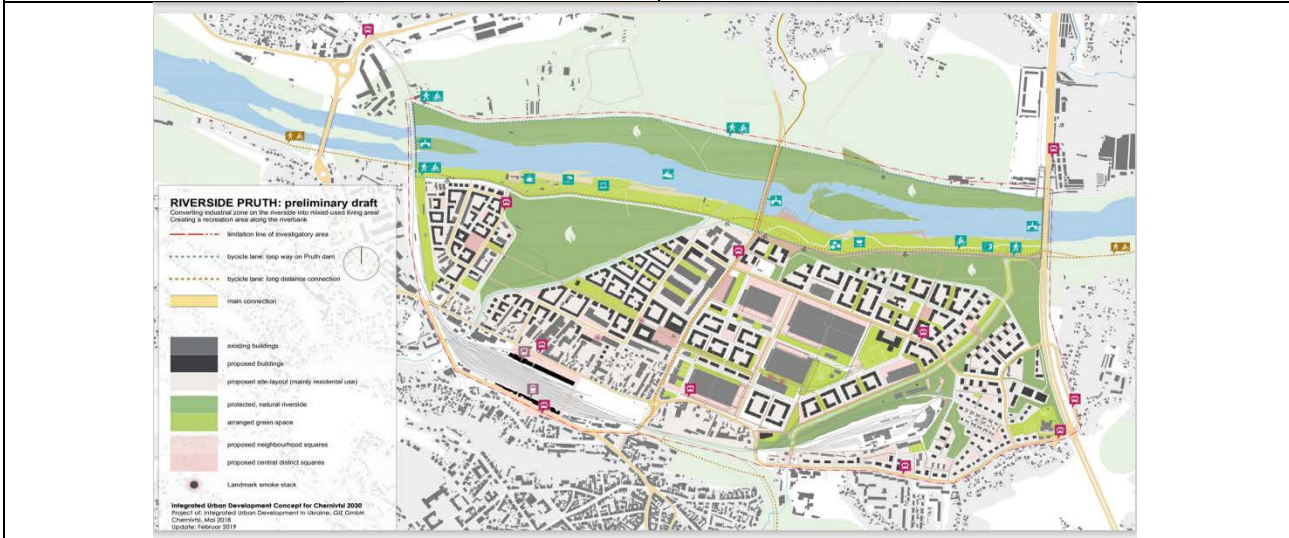 RIVERSIDE PRUTH: preliminary draft
Converting industrial zone on the riverside into mixed-used living area/
Creating a recreation area along the riverbank
limitation line of investigatory area
bycicle lane: loop way on Pruth dam
bycicle lane: long distance connection
main connection
existing buildings
proposed buildings
proposed site-layout (mainly residental use)
protected, natural riverside
arranged green space
proposed neighbourhood squares
proposed central district squares
Landmark smoke stack
Integrated Urban Development Concept for Chernivtsi 2030
Project of: Integrated Urban Development in Ukraine, GIZ GmbH
Chernivtsi, Mai 2018
Update: Februar 2019